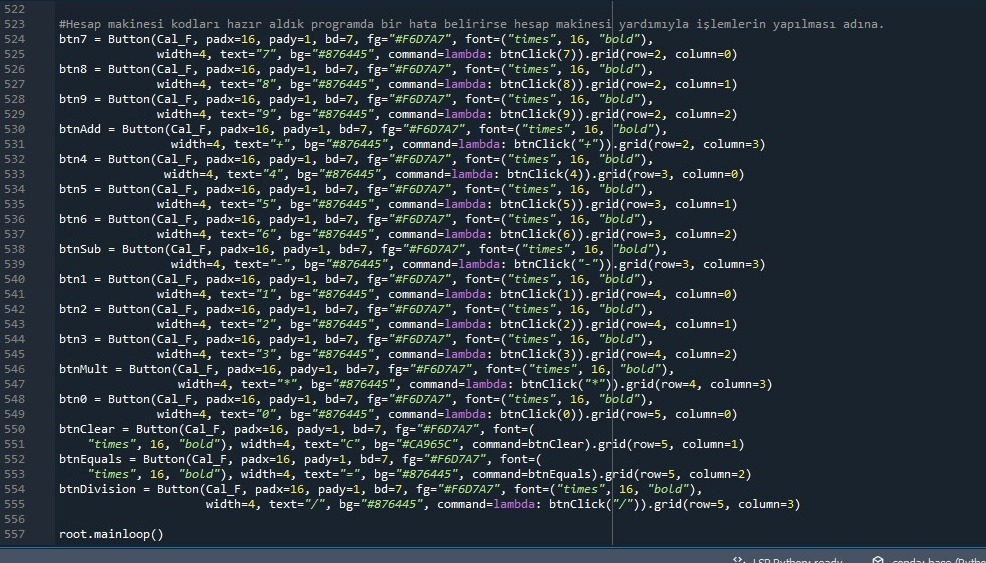 522
523 #Hesap makinesi kodları hazır aldık programda bir hata belirirse hesap makinesi yardımıyla işlemlerin yapılması adına.
524 btn7 = Button(Cal_F, padx=16, pady=1, bd=7, fg="#F6D7A7", font=("times", 16, "bold"),
525 width=4, text="7", bg="#876445", command=lambda: btnClick(7)).grid(row=2, column=0)
526 btn8 = Button(Cal_F, padx=16, pady=1, bd=7, fg="#F6D7A7", font=("times", 16, "bold"),
527 width=4, text="8", bg="#876445", command=lambda: btnClick(8)).grid(row=2, column=1)
528 btn9 = Button(Cal_F, padx=16, pady=1, bd=7, fg="#F6D7A7", font=("times", 16, "bold"),
529 width=4, text="9", bg="#876445", command=lambda: btnClick(9)).grid(row=2, column=2)
530 btnAdd = Button(Cal_F, padx=16, pady=1, bd=7, fg="#F6D7A7", font=("times", 16, "bold"),
531 width=4, text="+", bg="#876445", command=lambda: btnClick("+")).grid(row=2, column=3)
532 btn4 = Button(Cal_F, padx=16, pady=1, bd=7, fg="#F6D7A7", font=("times", 16, "bold"),
533 width=4, text="4", bg="#876445", command=lambda: btnClick(4)).grid(row=3, column=0)
534 btn5 = Button(Cal_F, padx=16, pady=1, bd=7, fg="#F6D7A7", font=("times", 16, "bold"),
535 width=4, text="5", bg="#876445", command=lambda: btnClick(5)).grid(row=3, column=1)
536 btn6 = Button(Cal_F, padx=16, pady=1, bd=7, fg="#F6D7A7", font=("times", 16, "bold"),
537 width=4, text="6", bg="#876445", command=lambda: btnClick(6)).grid(row=3, column=2)
538 btnSub = Button(Cal_F, padx=16, pady=1, bd=7, fg="#F6D7A7", font=("times", 16, "bold"),
539 width=4, text="-", bg="#876445", command=lambda: btnClick("-")).grid(row=3, column=3)
540 btn1 = Button(Cal_F, padx=16, pady=1, bd=7, fg="#F6D7A7", font=("times", 16, "bold"),
541 width=4, text="1", bg="#876445", command=lambda: btnClick(1)).grid(row=4, column=0)
542 btn2 = Button(Cal_F, padx=16, pady=1, bd=7, fg="#F6D7A7", font=("times", 16, "bold"),
543 width=4, text="2", bg="#876445", command=lambda: btnClick(2)).grid(row=4, column=1)
544 btn3 = Button(Cal_F, padx=16, pady=1, bd=7, fg="#F6D7A7", font=("times", 16, "bold"),
545 width=4, text="3", bg="#876445", command=lambda: btnClick(3)).grid(row=4, column=2)
546 btnMult = Button(Cal_F, padx=16, pady=1, bd=7, fg="#F6D7A7", font=("times", 16, "bold"),
547 width=4, text="*", bg="#876445", command=lambda: btnClick("*")).grid(row=4, column=3)
548 btn0 = Button(Cal_F, padx=16, pady=1, bd=7, fg="#F6D7A7", font=("times", 16, "bold"),
549 width=4, text="0", bg="#876445", command=lambda: btnClick(0)).grid(row=5, column=0)
550 btnClear = Button(Cal_F, padx=16, pady=1, bd=7, fg="#F6D7A7", font=(
551 "times", 16, "bold"), width=4, text="C", bg="#CA965C", command=btnClear).grid(row=5, column=1)
552 btnEquals = Button(Cal_F, padx=16, pady=1, bd=7, fg="#F6D7A7", font=(
553 "times", 16, "bold"), width=4, text="=", bg="#876445", command=btnEquals).grid(row=5, column=2)
554 btnDivision = Button(Cal_F, padx=16, pady=1, bd=7, fg="#F6D7A7", font=("times", 16, "bold"),
555 width=4, text="/", bg="#876445", command=lambda: btnClick("/")).grid(row=5, column=3)
556
557 root.mainloop()
LSP Python: ready conda: base (Pytho